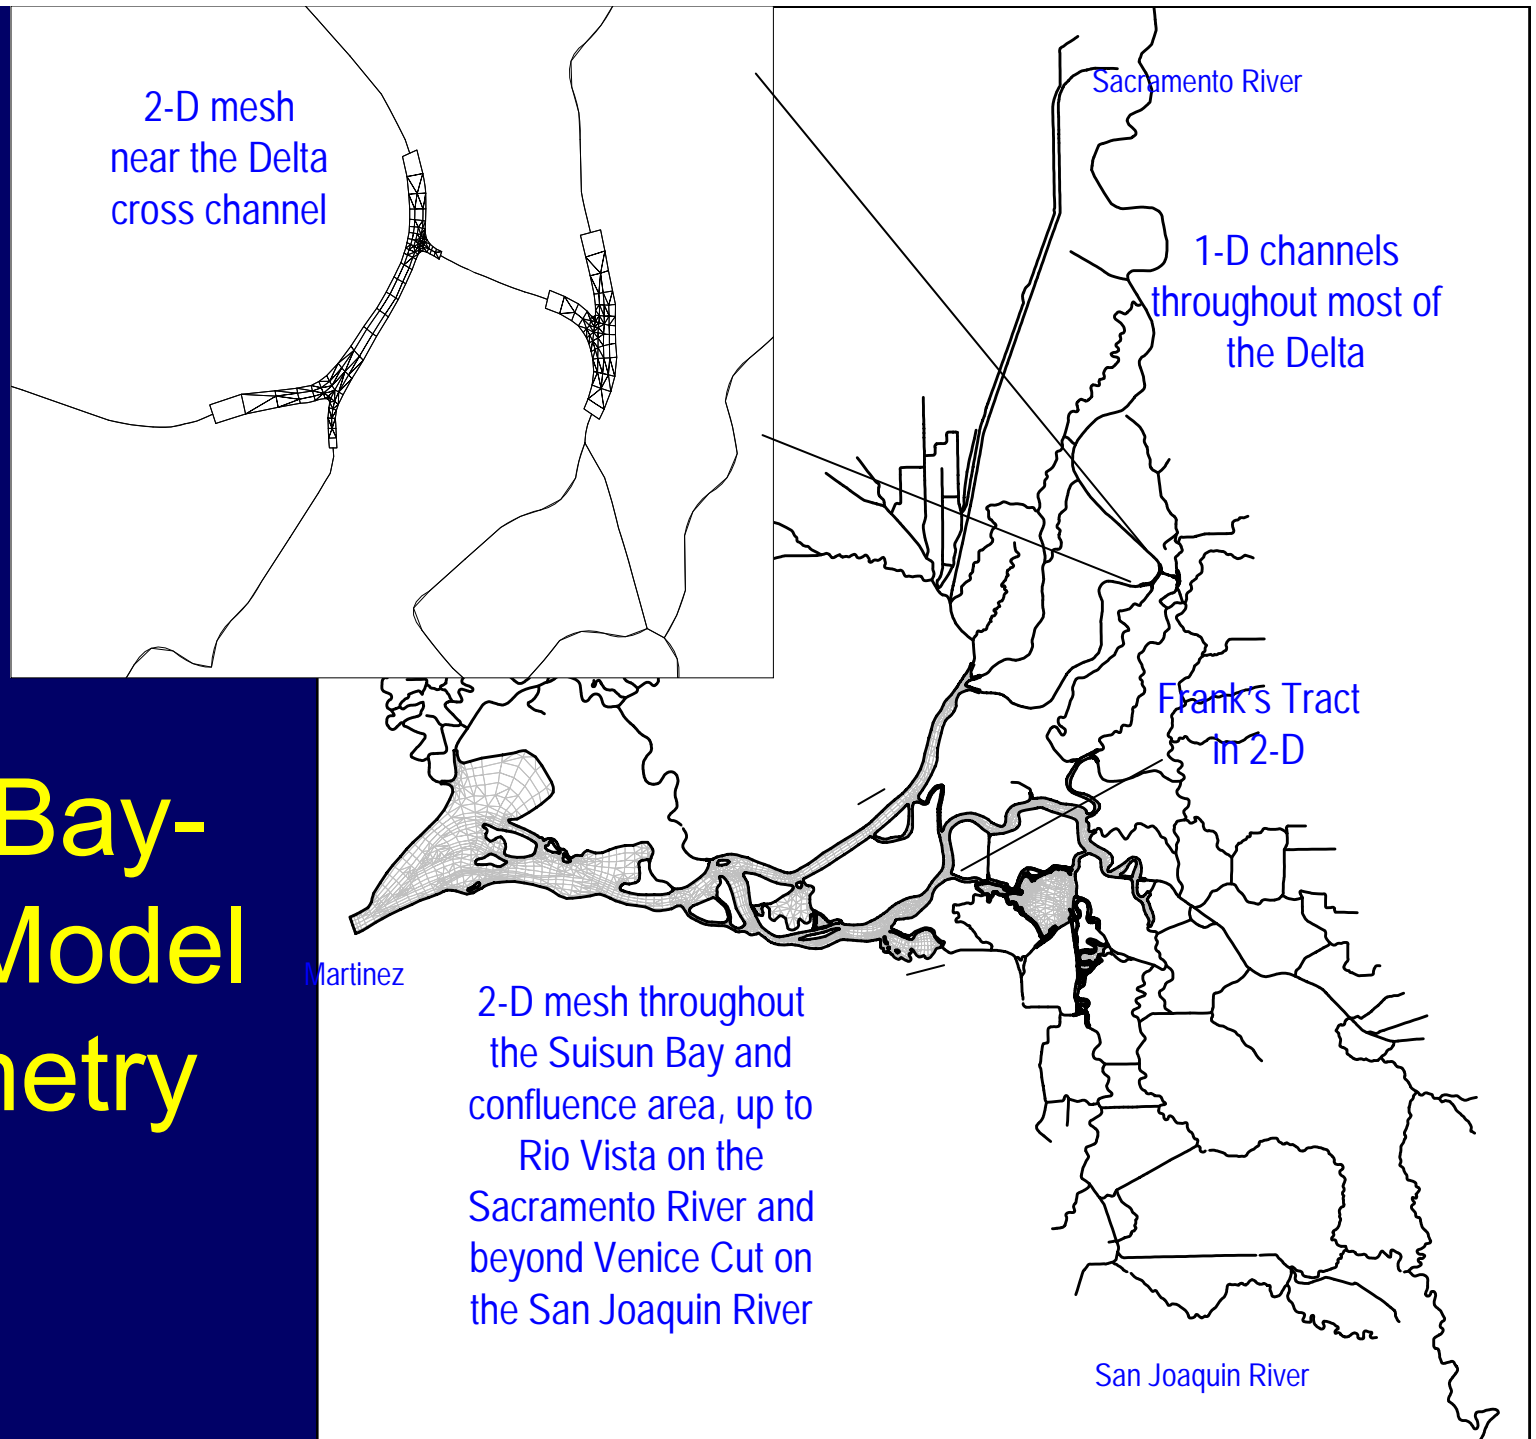 2-D mesh
near the Delta
cross channel
Sacramento River
1-D channels
throughout most of
the Delta
Frank's Tract
in 2-D
Bay-
Model
Martinez
2-D mesh throughout
the Suisun Bay and
confluence area, up to
Rio Vista on the
Sacramento River and
beyond Venice Cut on
the San Joaquin River
San Joaquin River